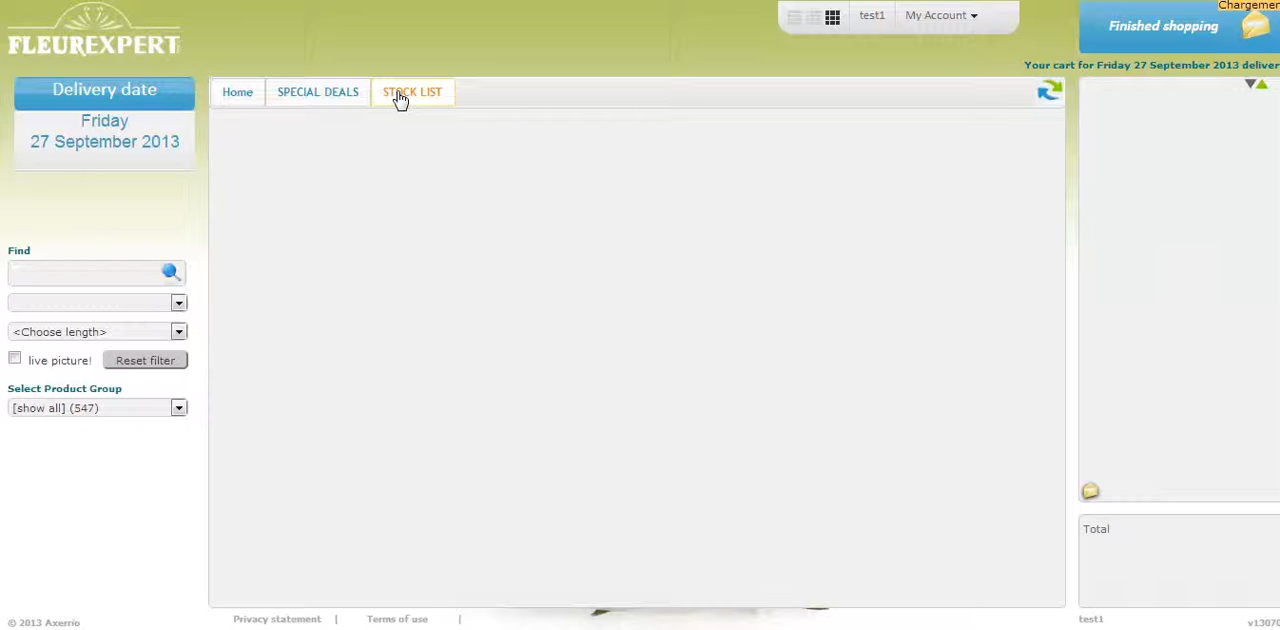 FLEUREXPERT
test1
My Account
Chargemen
Finished shopping
Your cart for Friday 27 September 2013 deliver
Delivery date
Friday
27 September 2013
Home
SPECIAL DEALS
STOCK LIST
Find
<Choose length>
live picture!
Reset filter
Select Product Group
[show all] (547)
Total
© 2013 Axerrio
Privacy statement |
Terms of use |
test1
v13070